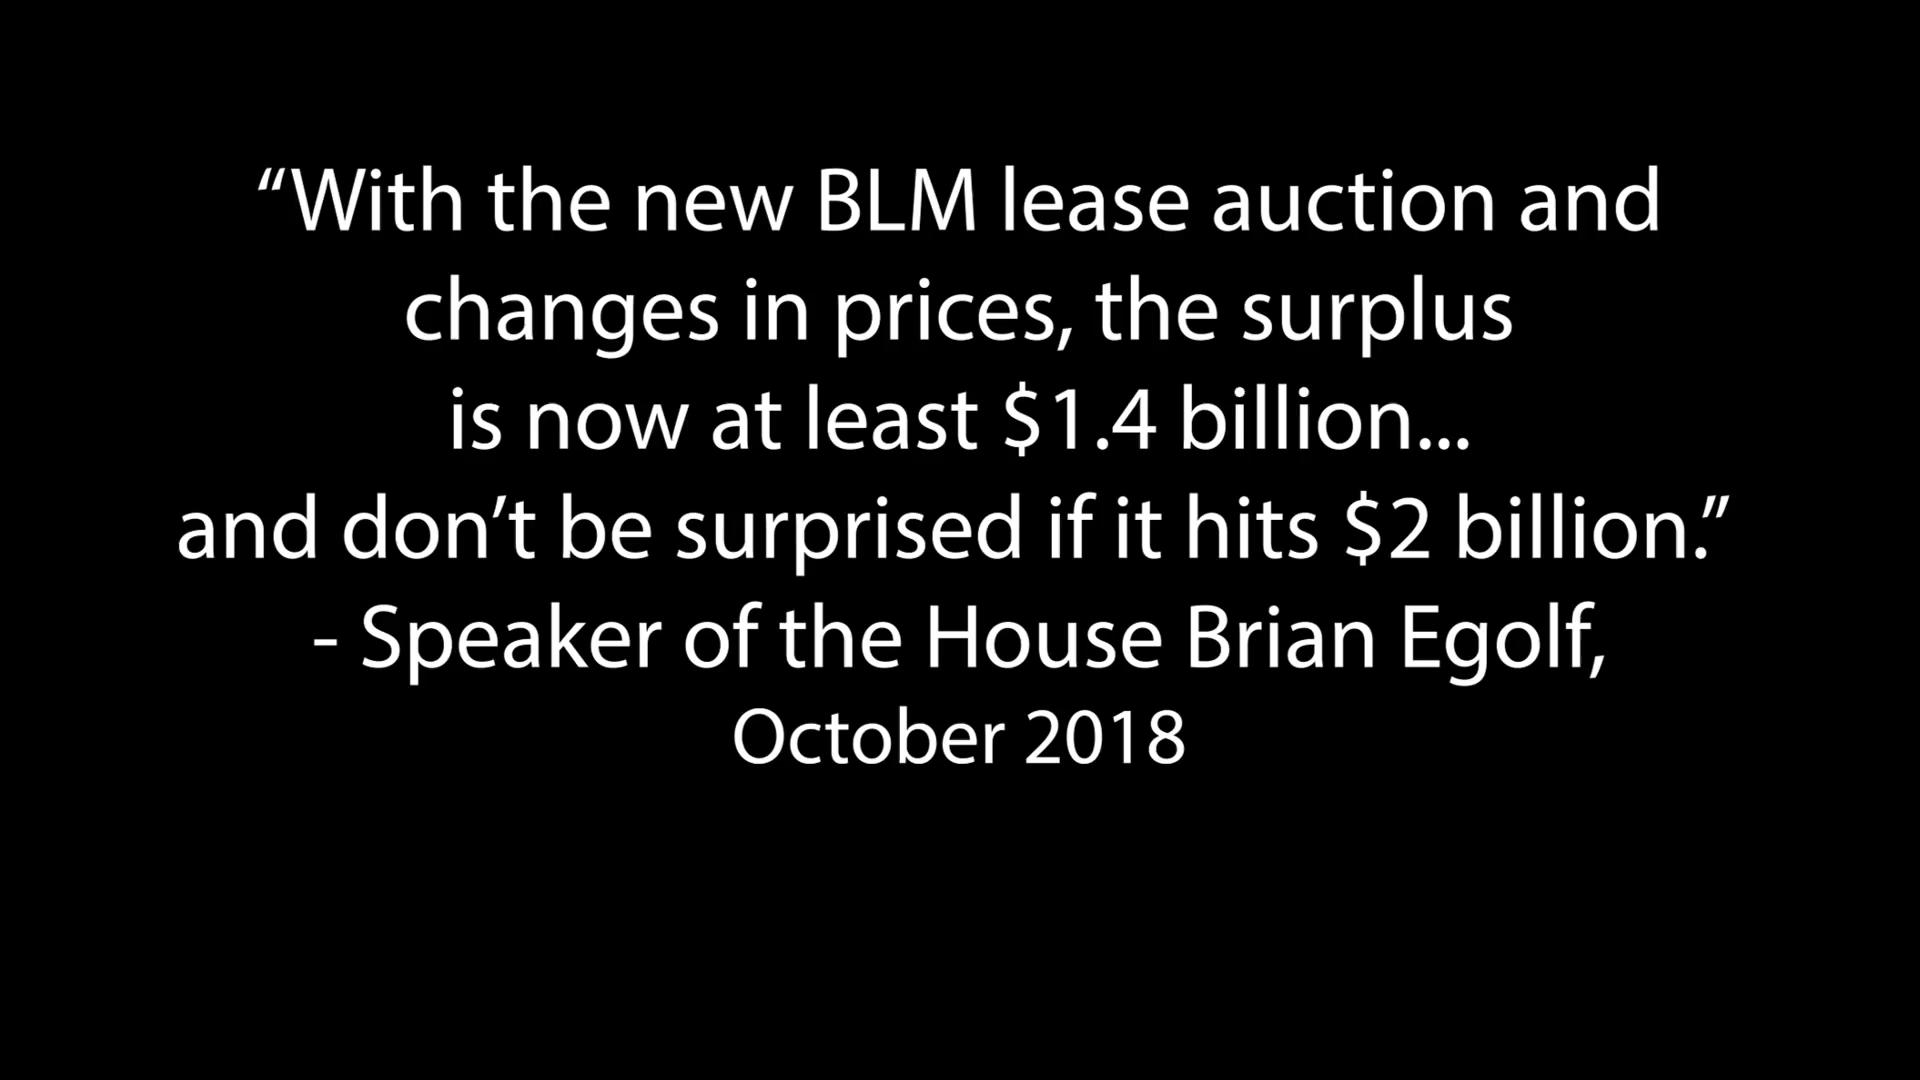 “With the new BLM lease auction and
changes in prices, the surplus
is now at least $1.4 billion...
and don’t be surprised if it hits $2 billion.”
- Speaker of the House Brian Egolf,
October 2018